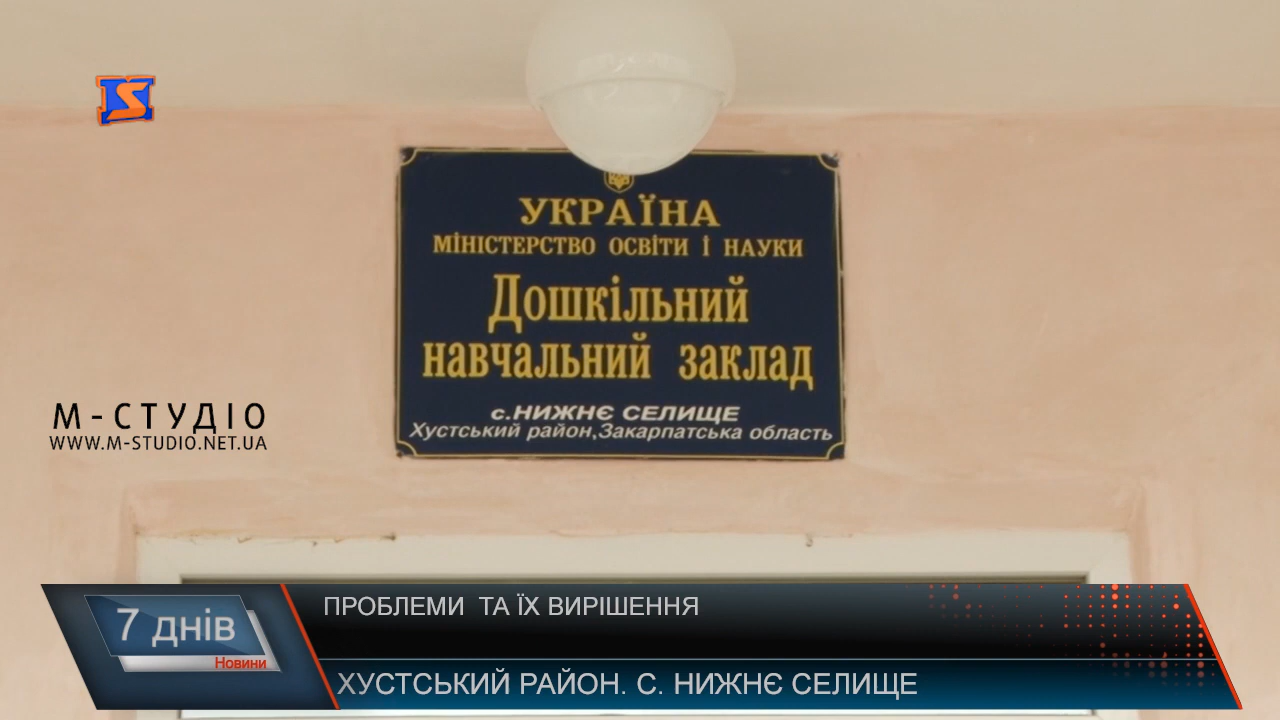 УКРАЇНА
МІНІСТЕРСТВО ОСВІТИ І НАУКИ
Дошкільний
навчальний заклад
с.НИЖНЄ СЕЛИЩЕ
Хустський район,Закарпатська область
М-СТУДІО
WWW.M-STUDIO.NET.UA
ПРОБЛЕМИ ТА ЇХ ВИРІШЕННЯ
7 днів
Новини
ХУСТСЬКИЙ РАЙОН. С. НИЖНЄ СЕЛИЩЕ